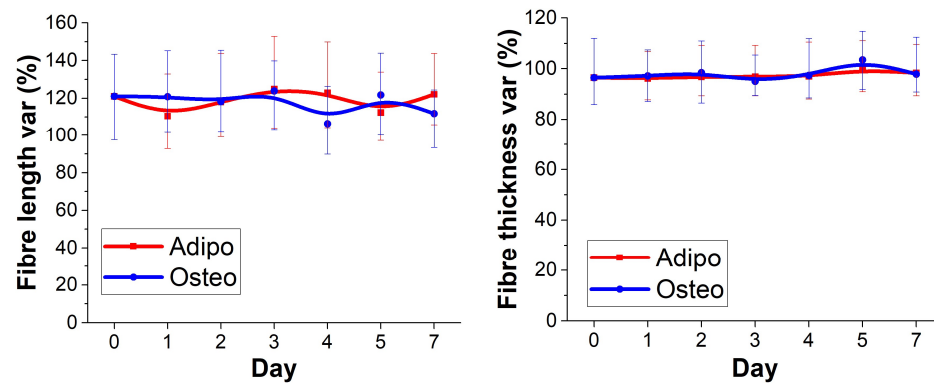 Fibre length var (%)
160
140
120
100
80
60
40
20
0
Adipo
Osteo
0 1 2 3 4 5 7
Day
Fibre thickness var (%)
120
100
80
60
40
20
0
Adipo
Osteo
0 1 2 3 4 5 7
Day